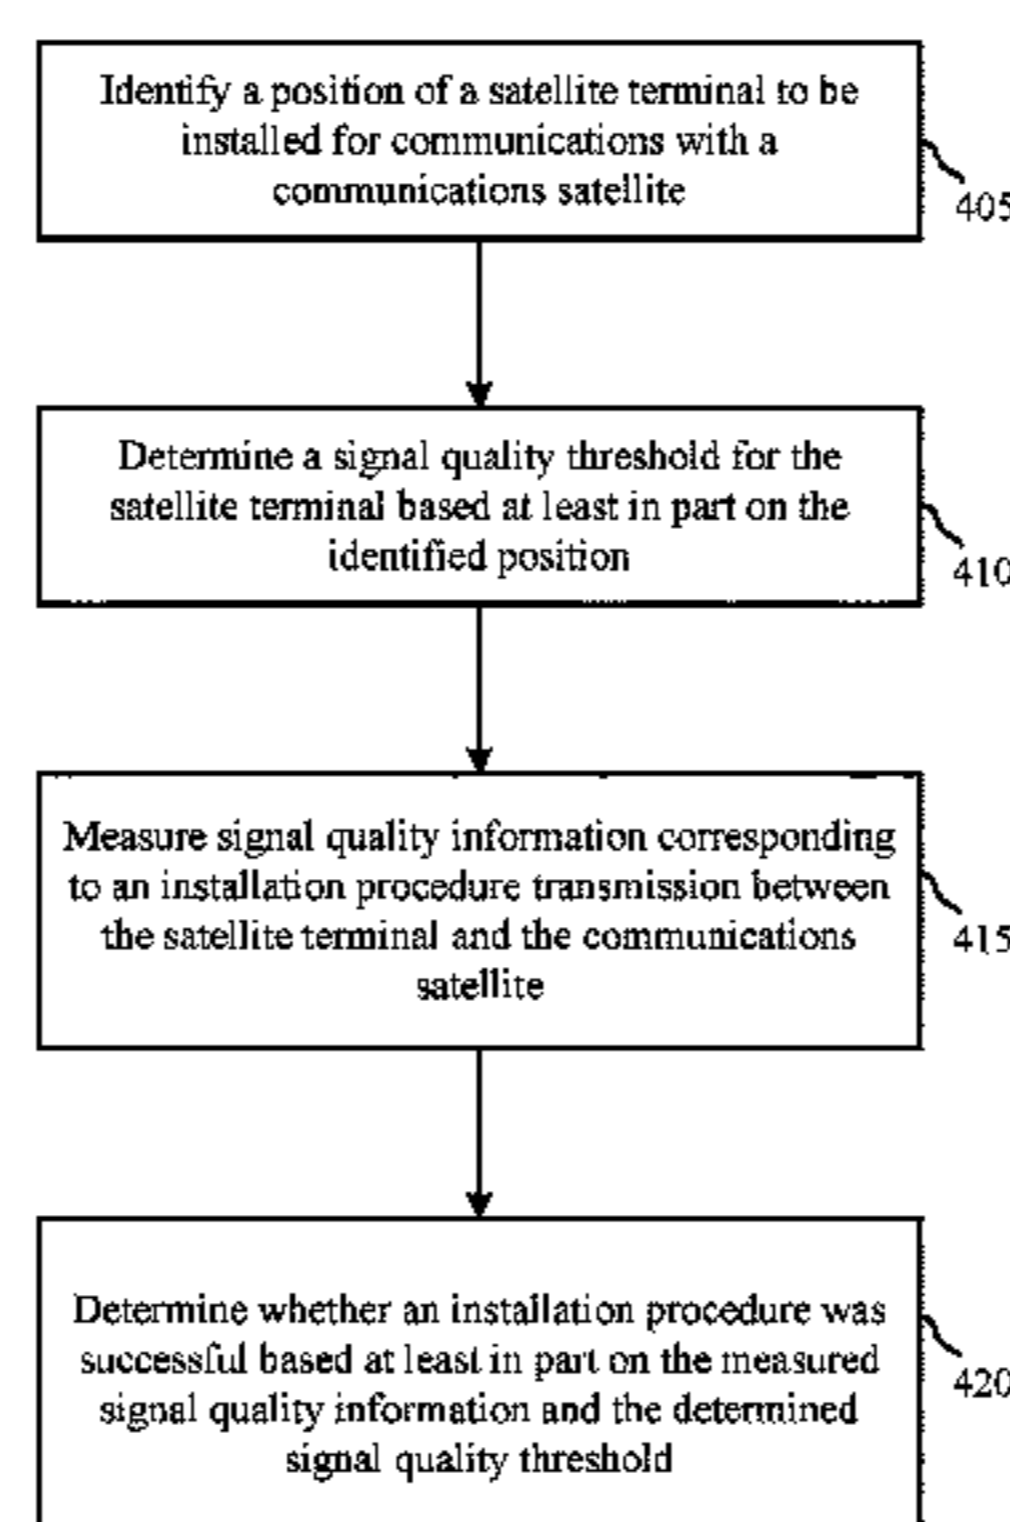 Identify a position of a satellite terminal to be
installed for communications with a
communications satellite
405
Determine a signal quality threshold for the
satellite terminal based at least in part on the
identified position
410
Measure signal quality information corresponding
to an installation procedure transmission between
the satellite terminal and the communications
satellite
415
Determine whether an installation procedure was
successful based at least in part on the measured
signal quality information and the determined
signal quality threshold
420